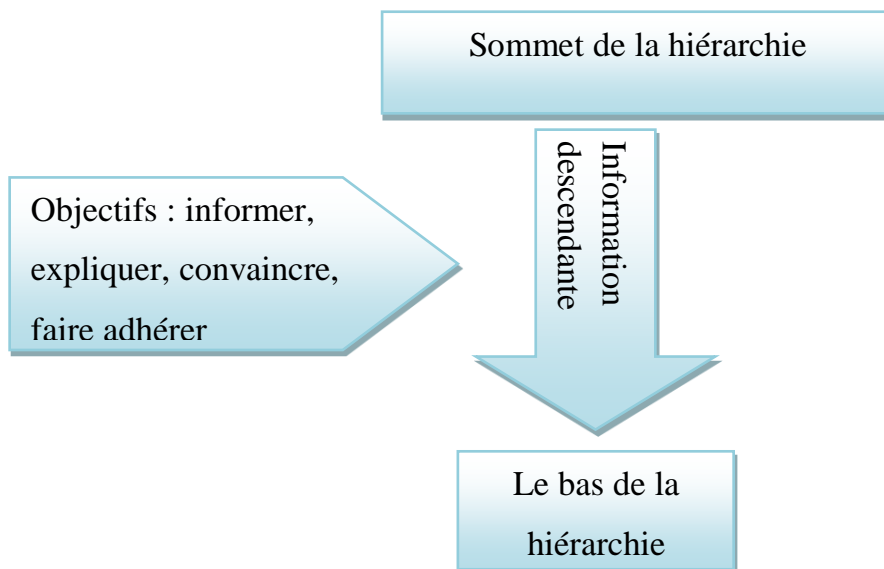 Sommet de la hiérarchie
Information
descendante
Objectifs : informer,
expliquer, convaincre,
faire adhérer
Le bas de la
hiérarchie